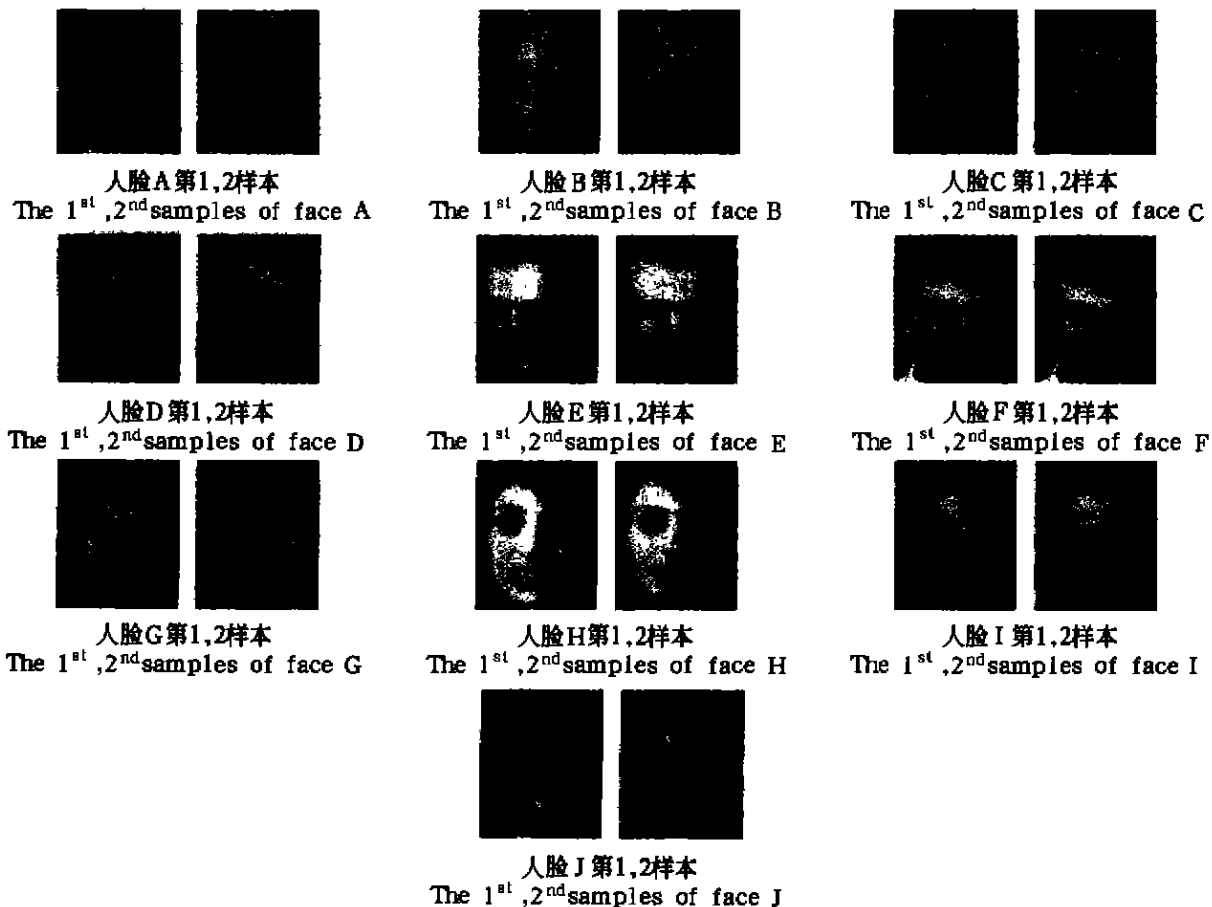 人脸A第1,2样本
The 1st ,2nd samples of face A
人脸B第1,2样本
The 1st ,2nd samples of face B
人脸C第1,2样本
The 1st ,2nd samples of face C
人脸D第1,2样本
The 1st ,2nd samples of face D
人脸E第1,2样本
The 1st ,2nd samples of face E
人脸F第1,2样本
The 1st ,2nd samples of face F
人脸G第1,2样本
The 1st ,2nd samples of face G
人脸H第1,2样本
The 1st ,2nd samples of face H
人脸I第1,2样本
The 1st ,2nd samples of face I
人脸J第1,2样本
The 1st ,2nd samples of face J